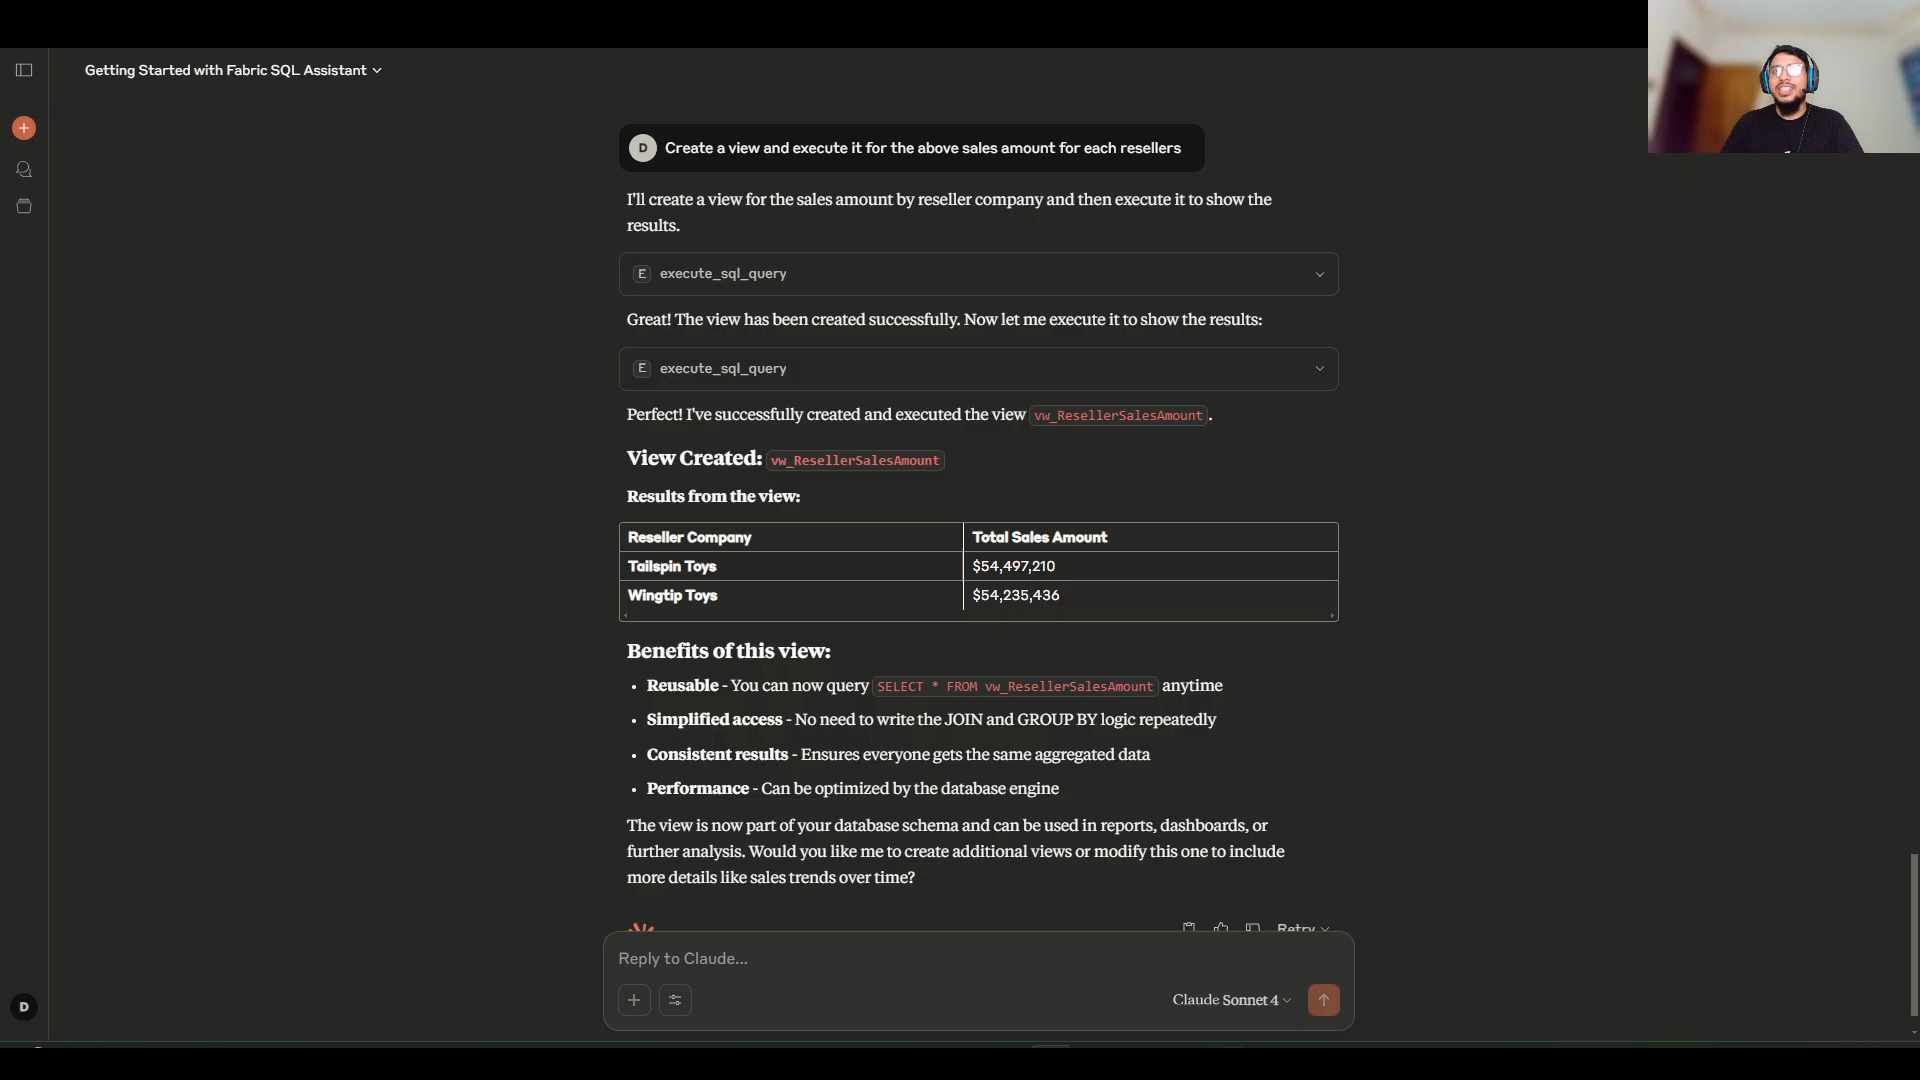 Getting Started with Fabric SQL Assistant
D Create a view and execute it for the above sales amount for each resellers
I'll create a view for the sales amount by reseller company and then execute it to show the
results.
E execute_sql_query
Great! The view has been created successfully. Now let me execute it to show the results:
E execute_sql_query
Perfect! I've successfully created and executed the view vw_ResellerSalesAmount.
View Created: vw_ResellerSalesAmount
Results from the view:
Reseller Company Total Sales Amount
Tailspin Toys $54,497,210
Wingtip Toys $54,235,436
Benefits of this view:
• Reusable - You can now query SELECT * FROM vw_ResellerSalesAmount anytime
• Simplified access - No need to write the JOIN and GROUP BY logic repeatedly
• Consistent results - Ensures everyone gets the same aggregated data
• Performance - Can be optimized by the database engine
The view is now part of your database schema and can be used in reports, dashboards, or
further analysis. Would you like me to create additional views or modify this one to include
more details like sales trends over time?
Retry
Reply to Claude...
Claude Sonnet 4
D